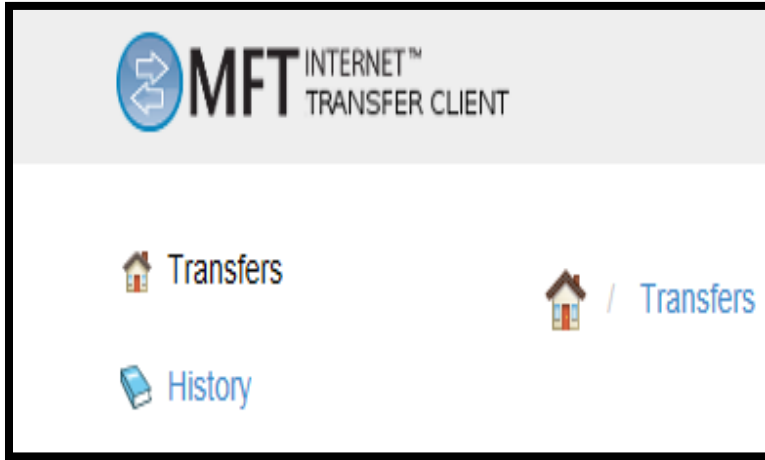 MFT INTERNET™
TRANSFER CLIENT
Transfers
/ Transfers
History